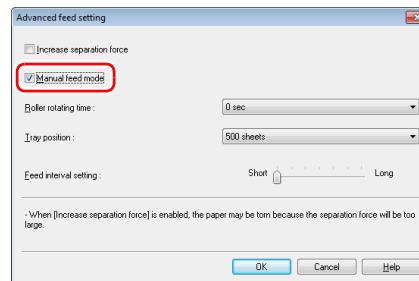 Advanced feed setting
Increase separation force
Manual feed mode
Roller rotating time :
0 sec
Tray position :
500 sheets
Feed interval setting :
Short
Long
- When [Increase separation force] is enabled, the paper may be torn because the separation force will be too
large.
OK
Cancel
Help